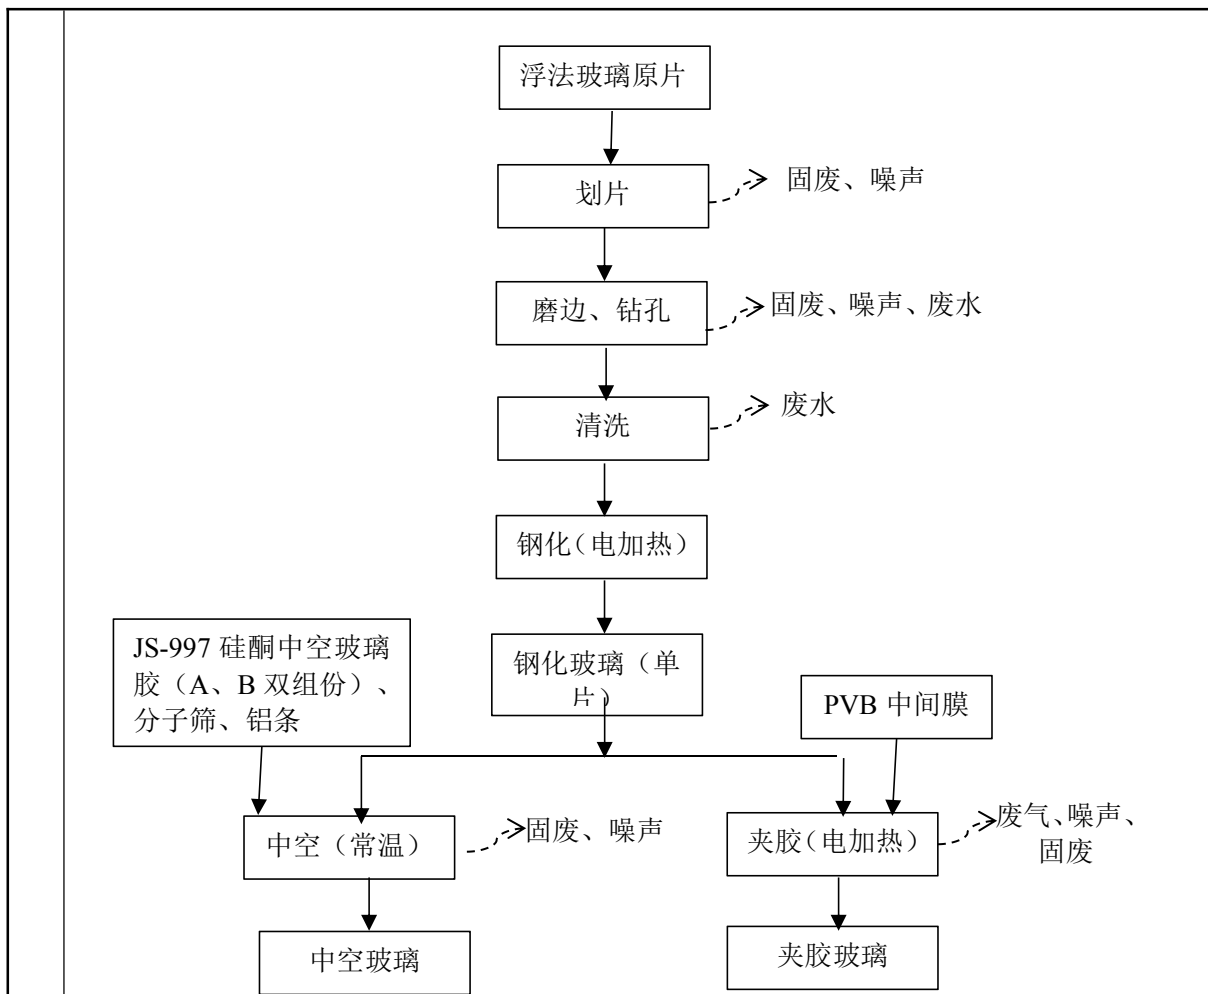 浮法玻璃原片
划片
固废、噪声
磨边、钻孔
固废、噪声、废水
清洗
废水
钢化（电加热）
JS-997 硅酮中空玻璃
胶（A、B 双组份）、
分子筛、铝条
钢化玻璃（单
片）
PVB 中间膜
中空（常温）
固废、噪声
夹胶（电加热）
废气、噪声、
固废
中空玻璃
夹胶玻璃